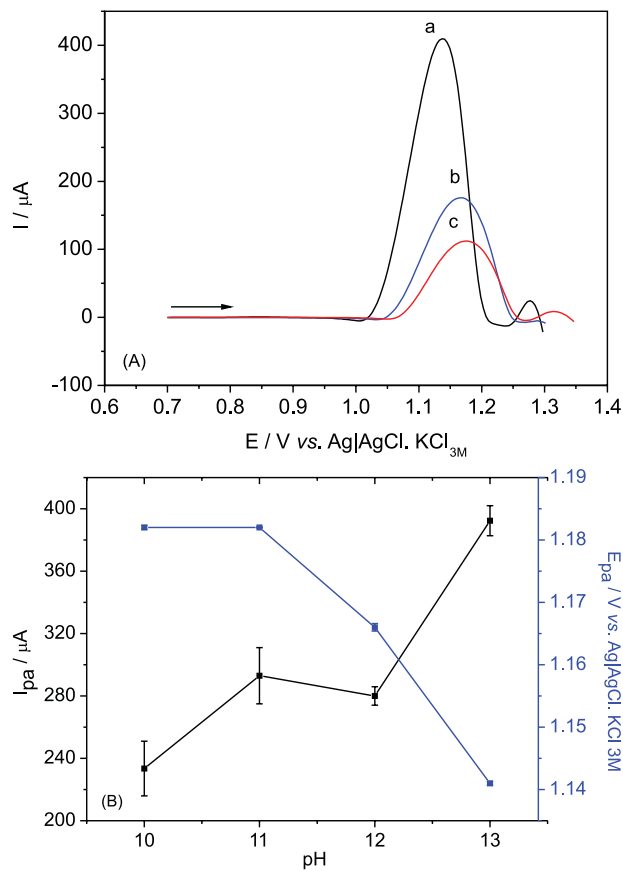 a
400
300
I / μA
b
200
c
100
0
(A)
-100
0.6 0.7 0.8 0.9 1.0 1.1 1.2 1.3 1.4
E / V vs. Ag|AgCl. KCl3M
400
360
320
280
240
200
Ipa / μA
1.19
1.18
1.17
1.16
1.15
1.14
Epa / V vs. Ag|AgCl. KCl 3M
(B)
10 11 12 13
pH